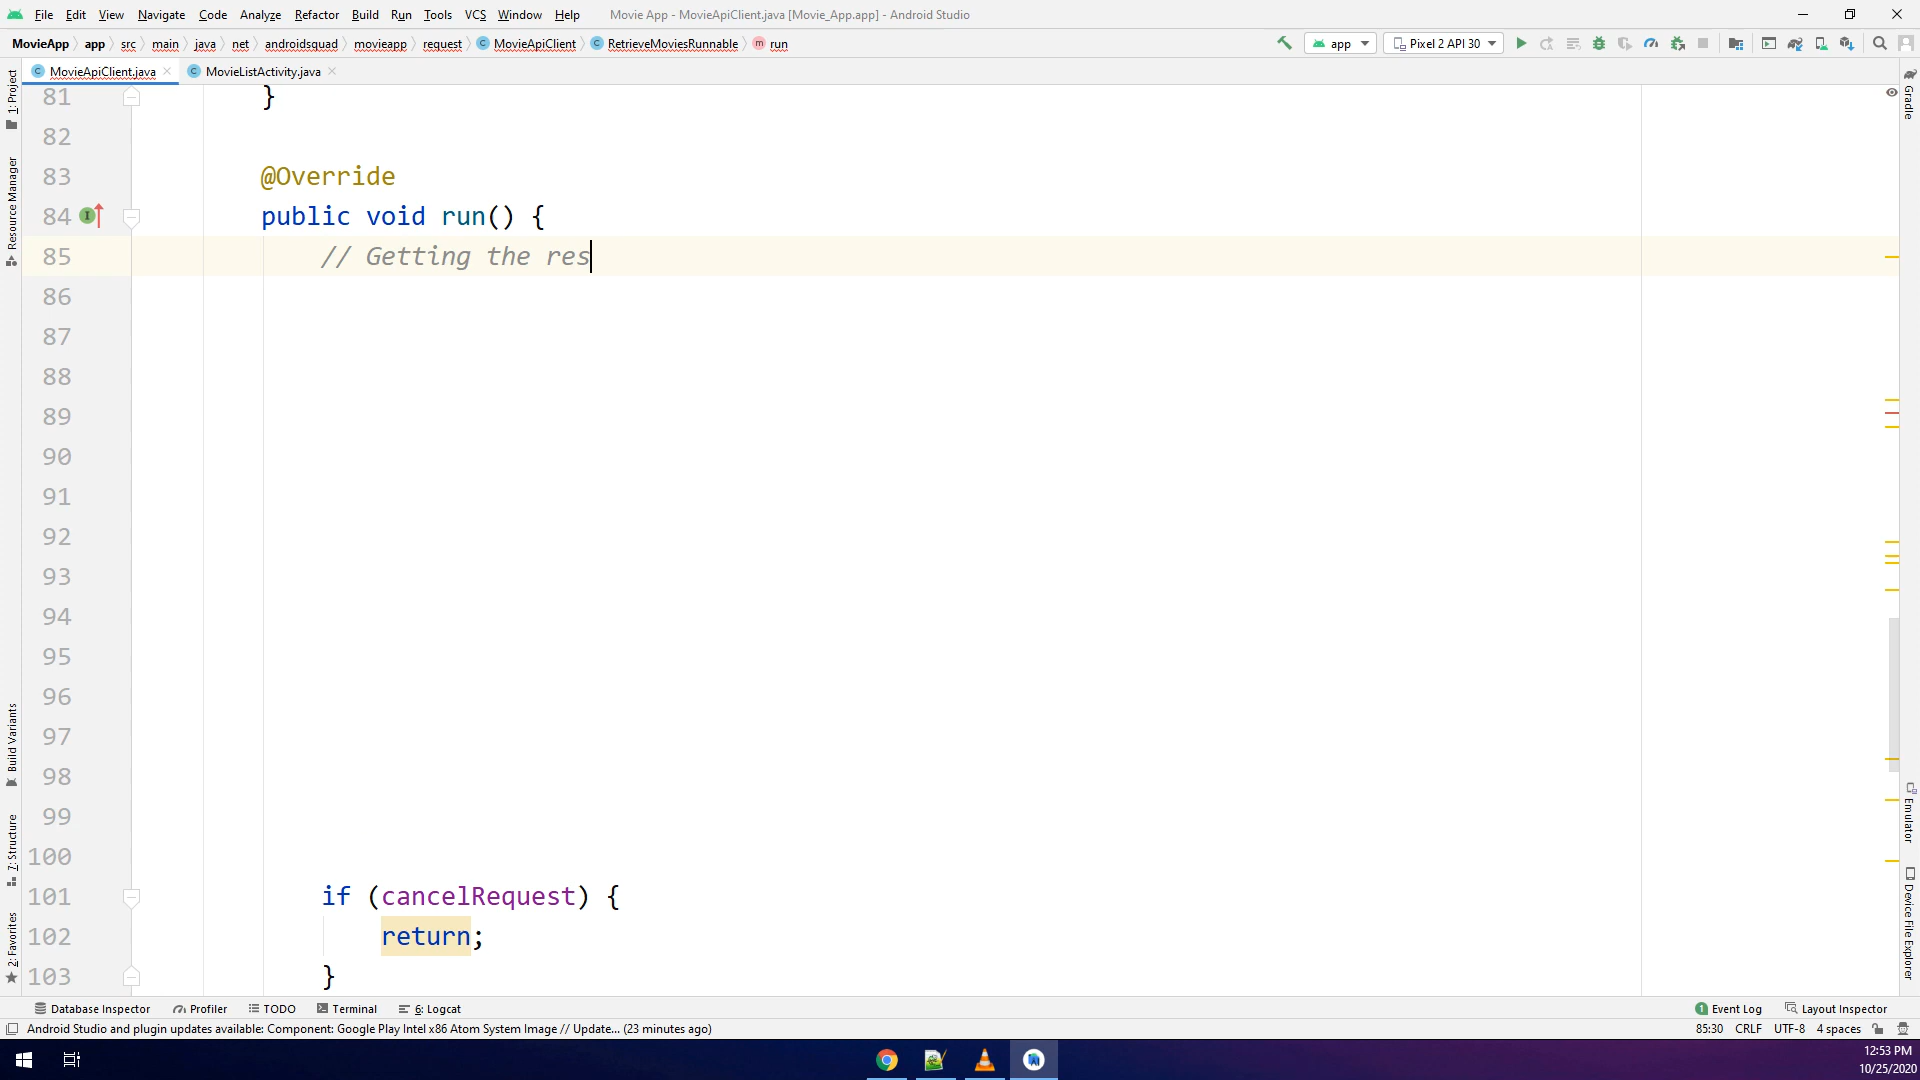 File Edit View Navigate Code Analyze Refactor Build Run Tools VCS Window Help Movie App - MovieApiClient.java [Movie_App.app] - Android Studio
MovieApp app src main java net androidsquad movieapp request MovieApiClient RetrieveMoviesRunnable run app Pixel 2 API 30
MovieApiClient.java MovieListActivity.java
1: Project
Resource Manager
Build Variants
7: Structure
2: Favorites
Gradle
Emulator
Device File Explorer
81 }
82
83 @Override
84 public void run() {
85 // Getting the res
86
87
88
89
90
91
92
93
94
95
96
97
98
99
100
101 if (cancelRequest) {
102 return;
103 }
Database Inspector Profiler TODO Terminal 6: Logcat 1 Event Log Layout Inspector
Android Studio and plugin updates available: Component: Google Play Intel x86 Atom System Image // Update... (23 minutes ago) 85:30 CRLF UTF-8 4 spaces
12:53 PM
10/25/2020